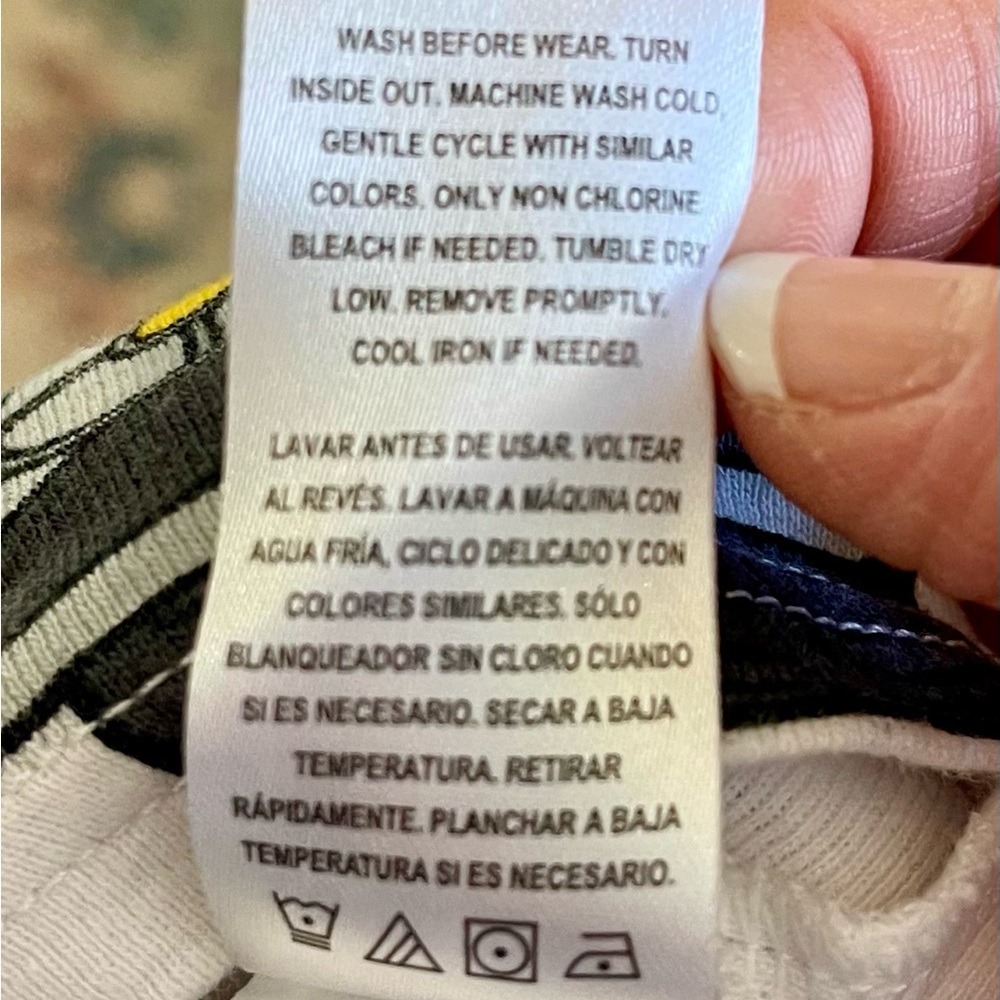 WASH BEFORE WEAR. TURN
INSIDE OUT. MACHINE WASH COLD,
GENTLE CYCLE WITH SIMILAR
COLORS. ONLY NON CHLORINE
BLEACH IF NEEDED. TUMBLE DRY
LOW. REMOVE PROMPTLY.
COOL IRON IF NEEDED.
LAVAR ANTES DE USAR. VOLTEAR
AL REVÉS. LAVAR A MÁQUINA CON
AGUA FRÍA, CICLO DELICADO Y CON
COLORES SIMILARES. SÓLO
BLANQUEADOR SIN CLORO CUANDO
SI ES NECESARIO. SECAR A BAJA
TEMPERATURA. RETIRAR
RÁPIDAMENTE. PLANCHAR A BAJA
TEMPERATURA SI ES NECESARIO.